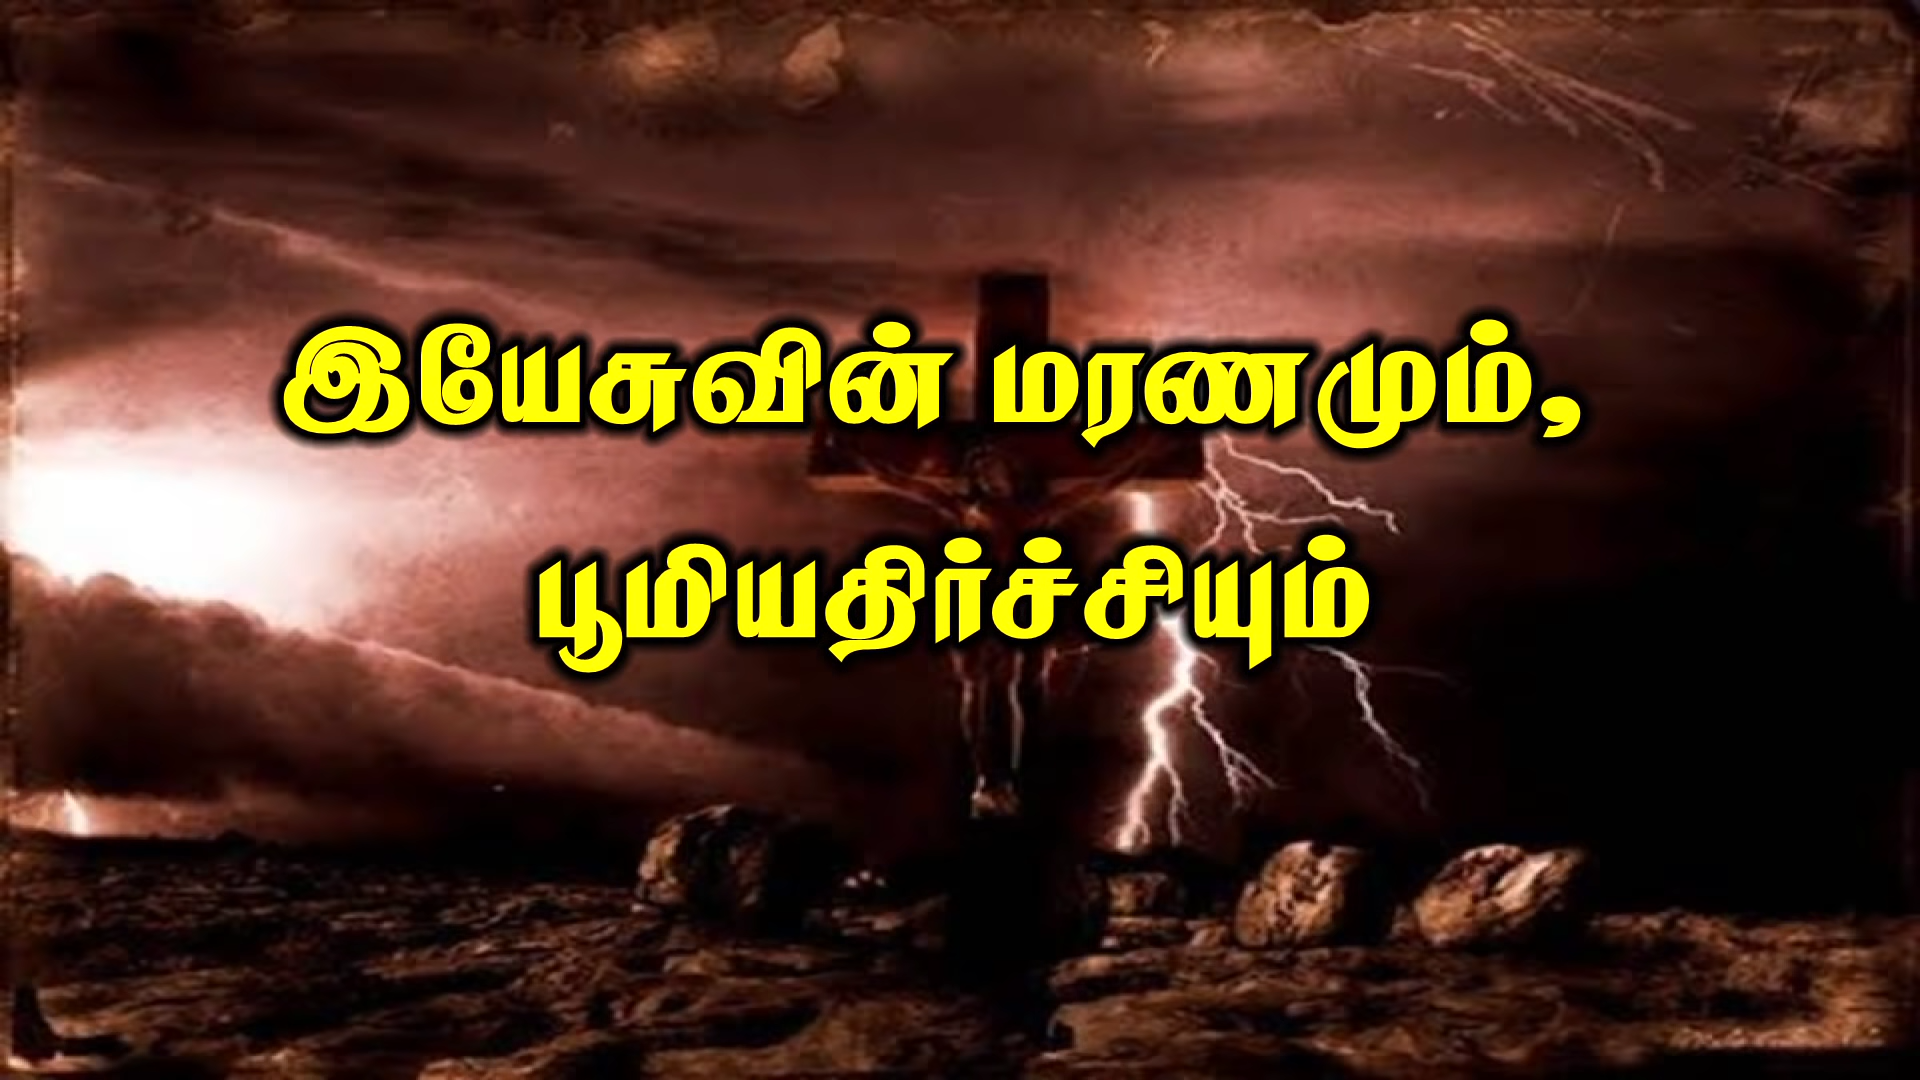 இயேசுவின் மரணமும்,
பூமியதிர்ச்சியும்